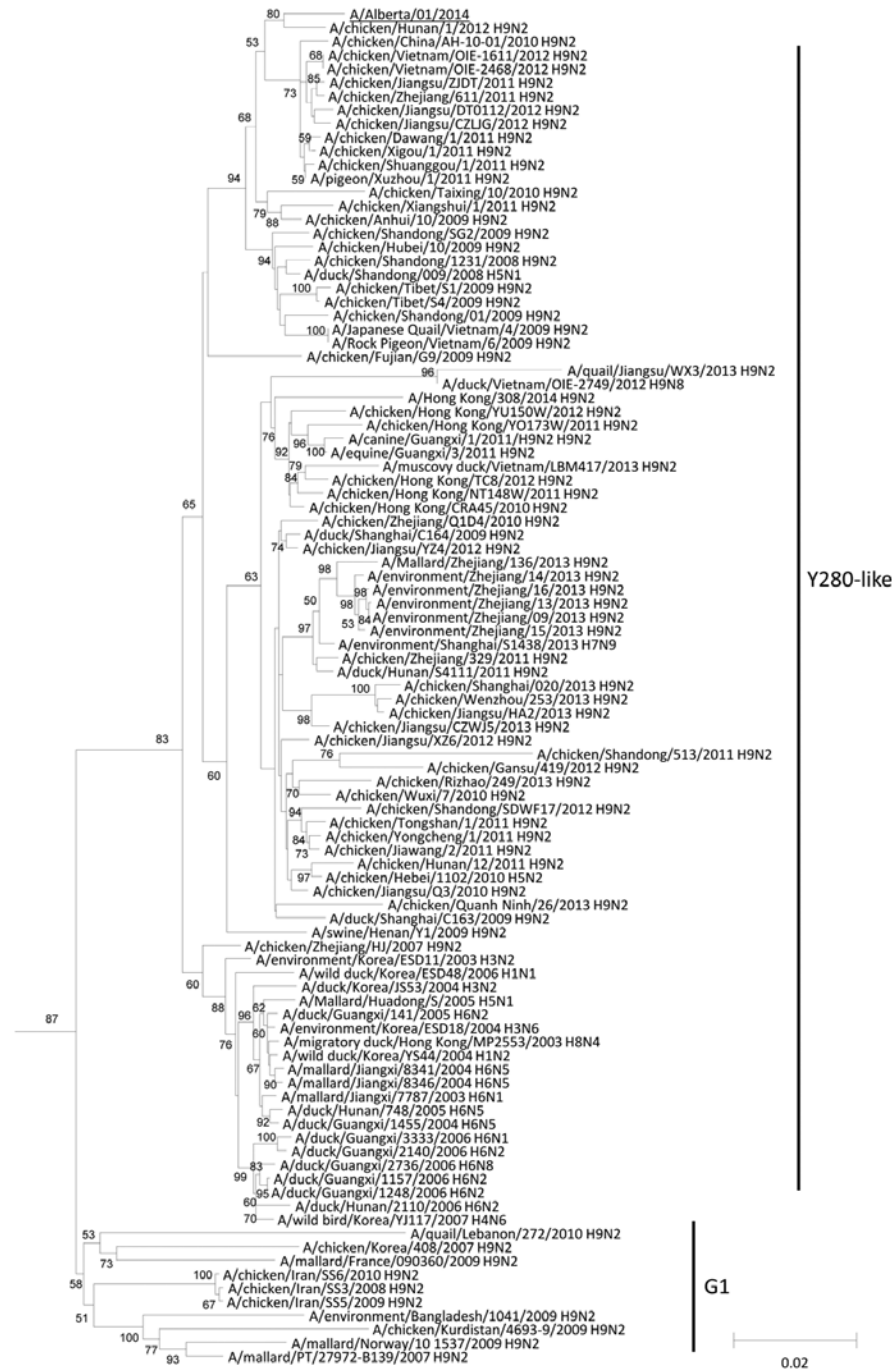 80
A/Alberta/01/2014
A/chicken/Hunan/1/2012 H9N2
53
A/chicken/China/AH-10-01/2010 H9N2
68
A/chicken/Vietnam/OIE-1611/2012 H9N2
A/chicken/Vietnam/OIE-2468/2012 H9N2
85
A/chicken/Jiangsu/ZJDT/2011 H9N2
73
A/chicken/Zhejiang/611/2011 H9N2
A/chicken/Jiangsu/DT0112/2012 H9N2
68
A/chicken/Jiangsu/CZLJG/2012 H9N2
59
A/chicken/Dawang/1/2011 H9N2
A/chicken/Xigou/1/2011 H9N2
A/chicken/Shuanggou/1/2011 H9N2
94
59
A/pigeon/Xuzhou/1/2011 H9N2
A/chicken/Taixing/10/2010 H9N2
79
A/chicken/Xiangshui/1/2011 H9N2
88
A/chicken/Anhui/10/2009 H9N2
A/chicken/Shandong/SG2/2009 H9N2
A/chicken/Hubei/10/2009 H9N2
94
A/chicken/Shandong/1231/2008 H9N2
A/duck/Shandong/009/2008 H5N1
100
A/chicken/Tibet/S1/2009 H9N2
A/chicken/Tibet/S4/2009 H9N2
A/chicken/Shandong/01/2009 H9N2
100
A/Japanese Quail/Vietnam/4/2009 H9N2
A/Rock Pigeon/Vietnam/6/2009 H9N2
A/chicken/Fujian/G9/2009 H9N2
96
A/quail/Jiangsu/WX3/2013 H9N2
A/duck/Vietnam/OIE-2749/2012 H9N8
A/Hong Kong/308/2014 H9N2
76
A/chicken/Hong Kong/YU150W/2012 H9N2
A/chicken/Hong Kong/YO173W/2011 H9N2
96
A/canine/Guangxi/1/2011/H9N2 H9N2
92
100
A/equine/Guangxi/3/2011 H9N2
79
A/muscovy duck/Vietnam/LBM417/2013 H9N2
84
A/chicken/Hong Kong/TC8/2012 H9N2
A/chicken/Hong Kong/NT148W/2011 H9N2
65
A/chicken/Hong Kong/CRA45/2010 H9N2
A/chicken/Zhejiang/Q1D4/2010 H9N2
A/duck/Shanghai/C164/2009 H9N2
74
A/chicken/Jiangsu/YZ4/2012 H9N2
98
A/Mallard/Zhejiang/136/2013 H9N2
63
A/environment/Zhejiang/14/2013 H9N2
Y280-like
98
A/environment/Zhejiang/16/2013 H9N2
50
98
A/environment/Zhejiang/13/2013 H9N2
84
A/environment/Zhejiang/09/2013 H9N2
53
A/environment/Zhejiang/15/2013 H9N2
97
A/environment/Shanghai/S1438/2013 H7N9
A/chicken/Zhejiang/329/2011 H9N2
A/duck/Hunan/S4111/2011 H9N2
100
A/chicken/Shanghai/020/2013 H9N2
A/chicken/Wenzhou/253/2013 H9N2
A/chicken/Jiangsu/HA2/2013 H9N2
98
A/chicken/Jiangsu/CZWJ5/2013 H9N2
83
A/chicken/Jiangsu/XZ6/2012 H9N2
76
A/chicken/Shandong/513/2011 H9N2
60
A/chicken/Gansu/419/2012 H9N2
A/chicken/Rizhao/249/2013 H9N2
70
A/chicken/Wuxi/7/2010 H9N2
94
A/chicken/Shandong/SDWF17/2012 H9N2
A/chicken/Tongshan/1/2011 H9N2
84
A/chicken/Yongcheng/1/2011 H9N2
73
A/chicken/Jiawang/2/2011 H9N2
A/chicken/Hunan/12/2011 H9N2
97
A/chicken/Hebei/1102/2010 H5N2
A/chicken/Jiangsu/Q3/2010 H9N2
A/chicken/Quanh Ninh/26/2013 H9N2
A/duck/Shanghai/C163/2009 H9N2
A/swine/Henan/Y1/2009 H9N2
A/chicken/Zhejiang/HJ/2007 H9N2
A/environment/Korea/ESD11/2003 H3N2
60
A/wild duck/Korea/ESD48/2006 H1N1
A/duck/Korea/JS53/2004 H3N2
88
62
A/Mallard/Huadong/S/2005 H5N1
96
A/duck/Guangxi/141/2005 H6N2
87
60
A/environment/Korea/ESD18/2004 H3N6
76
A/migratory duck/Hong Kong/MP2553/2003 H8N4
A/wild duck/Korea/YS44/2004 H1N2
67
A/mallard/Jiangxi/8341/2004 H6N5
90
A/mallard/Jiangxi/8346/2004 H6N5
A/mallard/Jiangxi/7787/2003 H6N1
A/duck/Hunan/748/2005 H6N5
92
A/duck/Guangxi/1455/2004 H6N5
100
A/duck/Guangxi/3333/2006 H6N1
A/duck/Guangxi/2140/2006 H6N2
83
A/duck/Guangxi/2736/2006 H6N8
99
A/duck/Guangxi/1157/2006 H6N2
95
A/duck/Guangxi/1248/2006 H6N2
60
A/duck/Hunan/2110/2006 H6N2
70
A/wild bird/Korea/YJ117/2007 H4N6
53
A/quail/Lebanon/272/2010 H9N2
A/chicken/Korea/408/2007 H9N2
73
A/mallard/France/090360/2009 H9N2
100
A/chicken/Iran/SS6/2010 H9N2
58
A/chicken/Iran/SS3/2008 H9N2
G1
67
A/chicken/Iran/SS5/2009 H9N2
51
A/environment/Bangladesh/1041/2009 H9N2
100
A/chicken/Kurdistan/4693-9/2009 H9N2
77
A/mallard/Norway/10 1537/2009 H9N2
93
A/mallard/PT/27972-B139/2007 H9N2
0.02